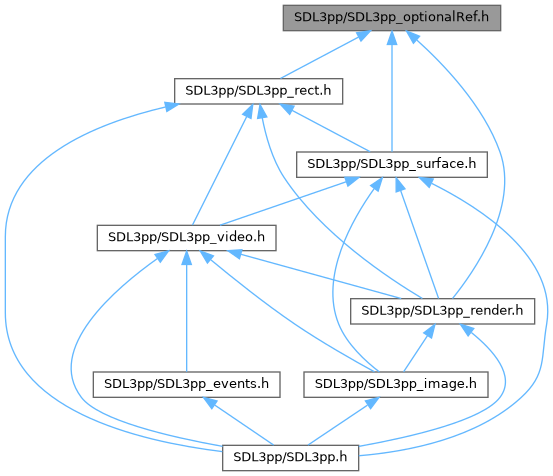 SDL3pp/SDL3pp_optionalRef.h
SDL3pp/SDL3pp_rect.h
SDL3pp/SDL3pp_surface.h
SDL3pp/SDL3pp_video.h
SDL3pp/SDL3pp_render.h
SDL3pp/SDL3pp_events.h
SDL3pp/SDL3pp_image.h
SDL3pp/SDL3pp.h